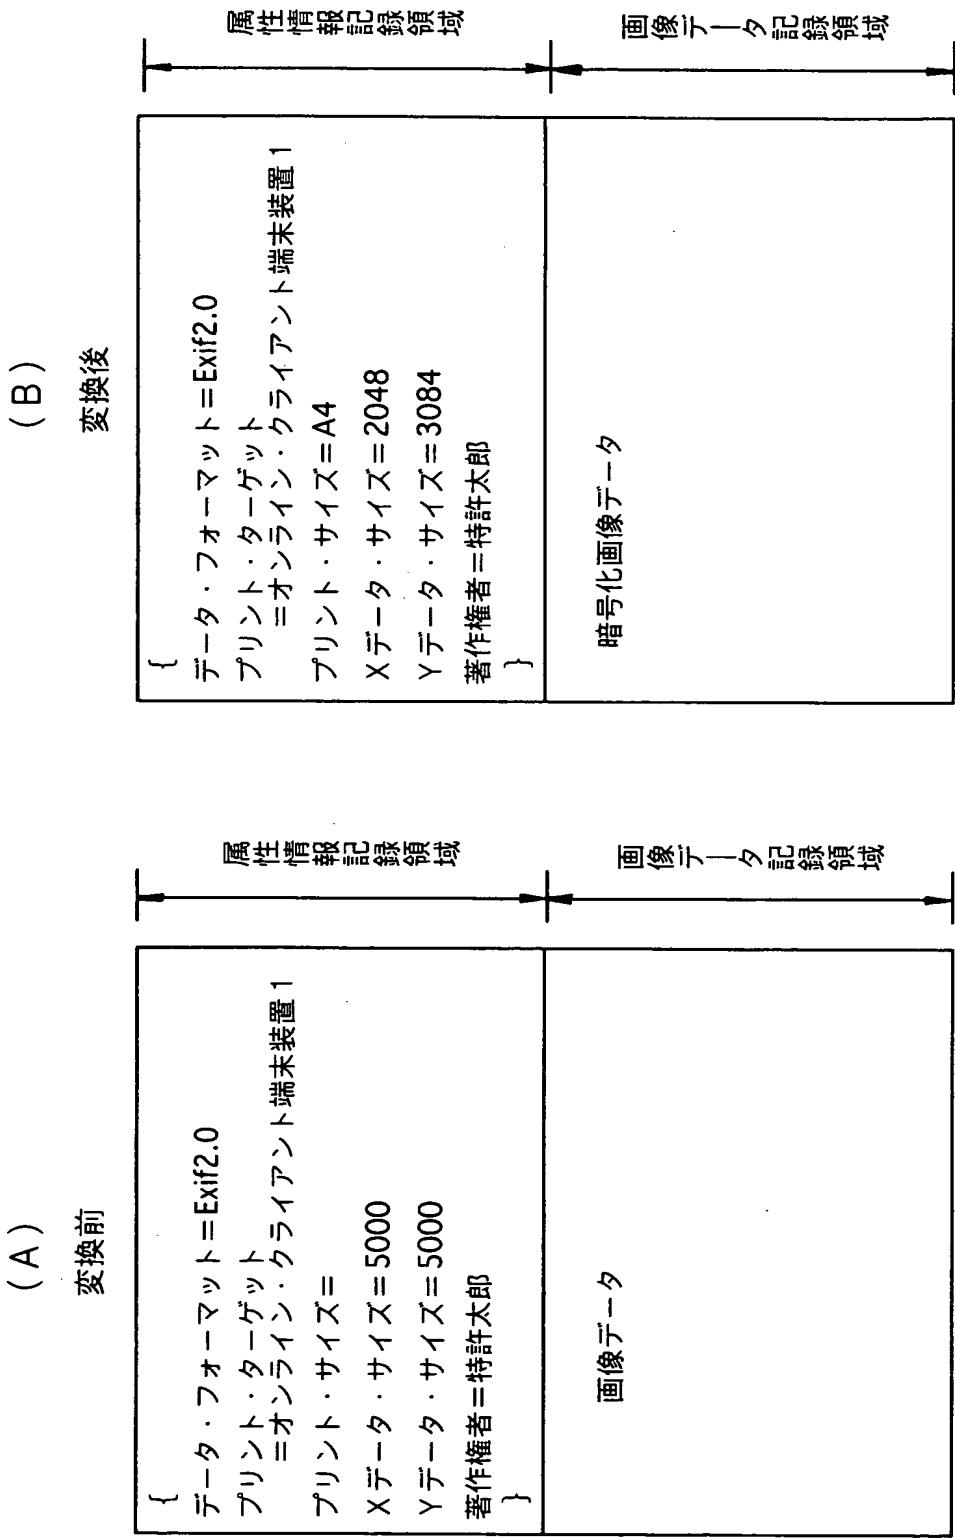 (A)
変換前
{
データ・フォーマット=Exif2.0
プリント・ターゲット
=オンライン・クライアント端末装置1
プリント・サイズ=
Xデータ・サイズ=5000
Yデータ・サイズ=5000
著作権者=特許太郎
}
画像データ
属性情報記録領域
画像データ記録領域
(B)
変換後
{
データ・フォーマット=Exif2.0
プリント・ターゲット
=オンライン・クライアント端末装置1
プリント・サイズ=A4
Xデータ・サイズ=2048
Yデータ・サイズ=3084
著作権者=特許太郎
}
暗号化画像データ
属性情報記録領域
画像データ記録領域